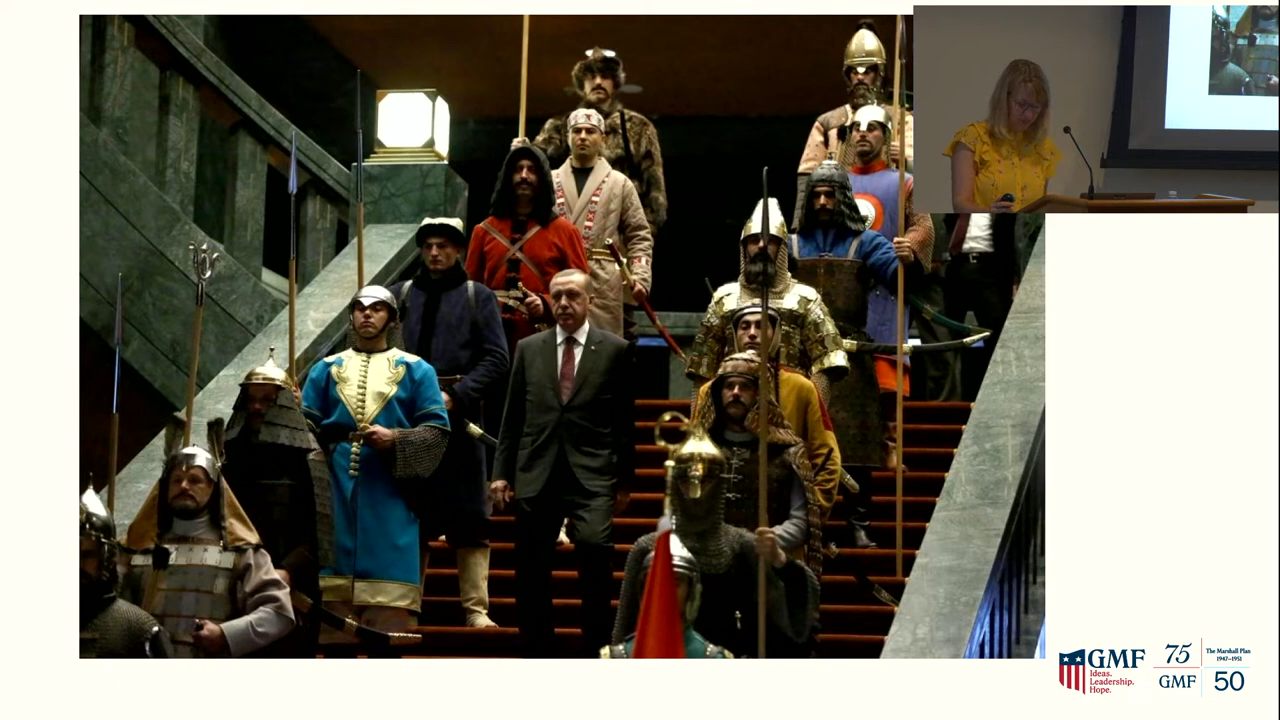 GMF
Ideas.
Leadership.
Hope.
75
GMF
The Marshall Plan
1947–1951
50